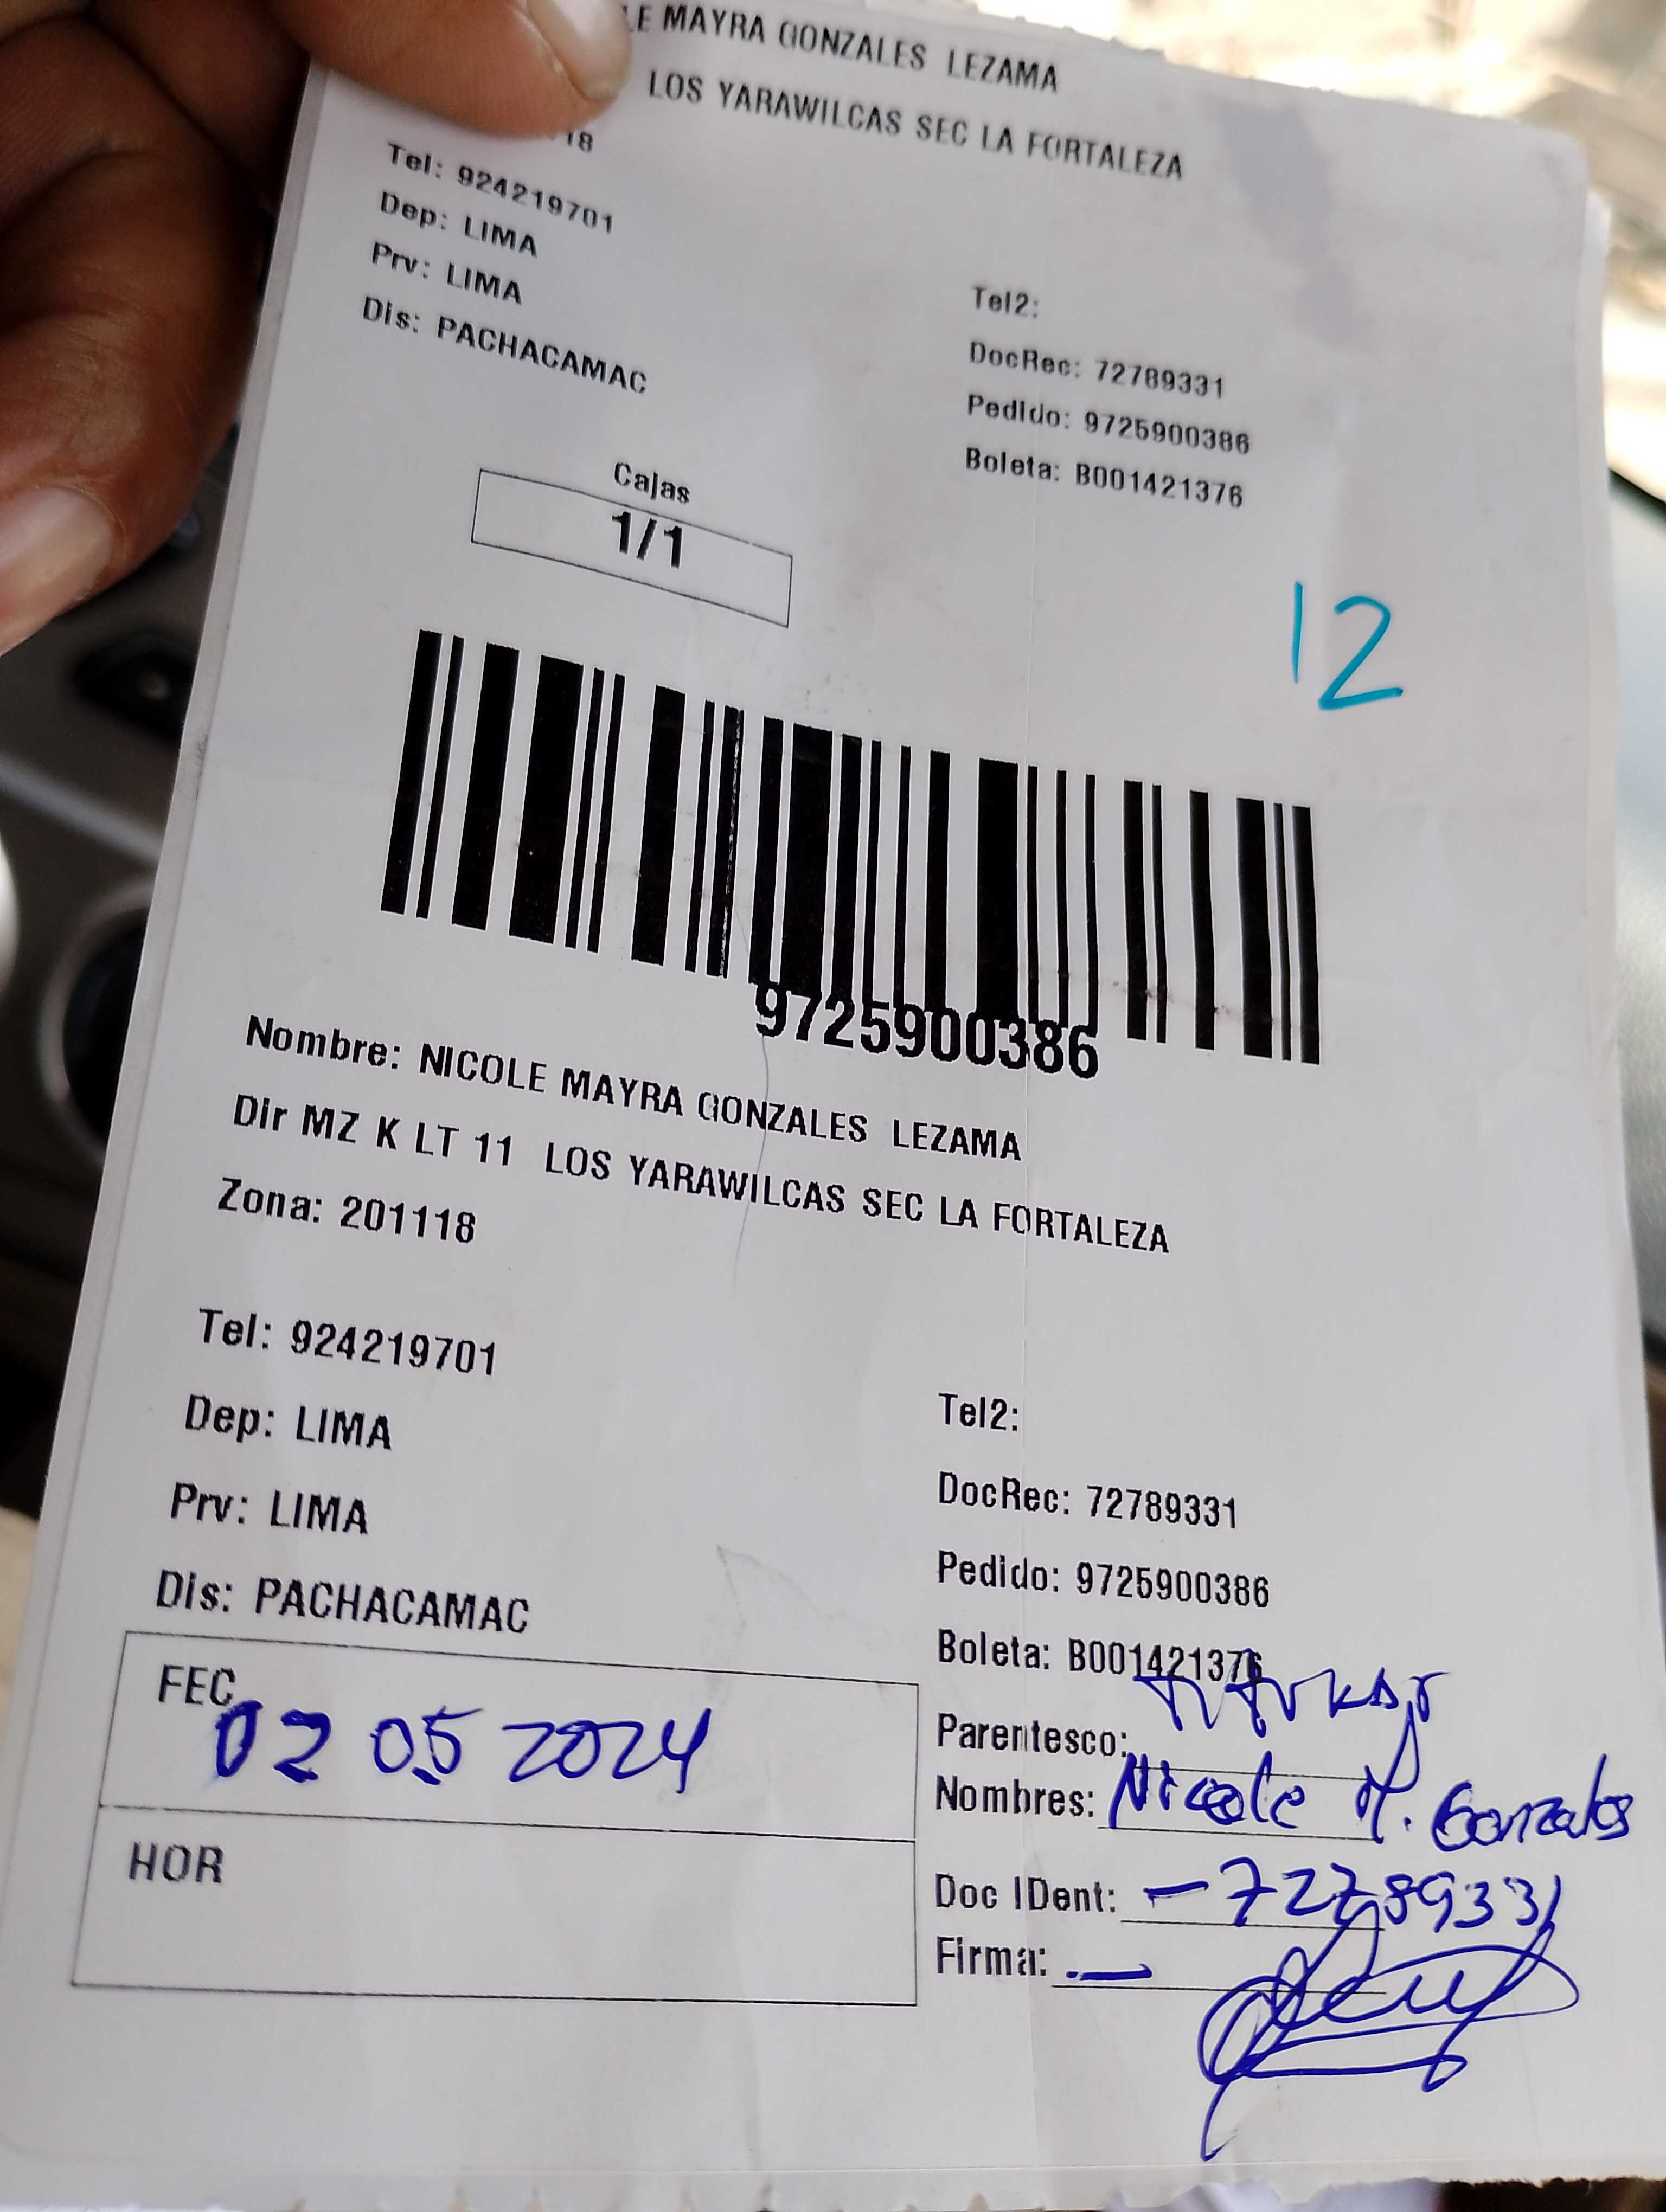 LE MAYRA GONZALES LEZAMA
LOS YARAWILCAS SEC LA FORTALEZA
18
Tel: 924219701
Dep: LIMA
Prv: LIMA
Dis: PACHACAMAC
Tel2:
DocRec: 72789331
Pedido: 9725900386
Boleta: B001421376
Cajas
1/1
12
9725900386
Nombre: NICOLE MAYRA GONZALES LEZAMA
Dir MZ K LT 11 LOS YARAWILCAS SEC LA FORTALEZA
Zona: 201118
Tel: 924219701
Dep: LIMA
Prv: LIMA
Dis: PACHACAMAC
Tel2:
DocRec: 72789331
Pedido: 9725900386
Boleta: B001421376
FEC
02 05 2024
HOR
Parentesco:
Nombres: Nicole M. Gonzales
Doc IDent: - 72789331
Firma: